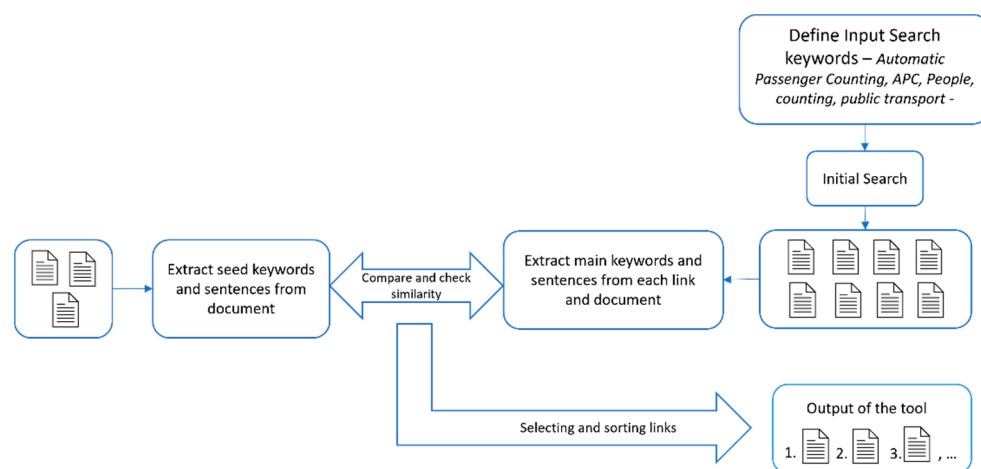 Define Input Search
keywords – Automatic
Passenger Counting, APC, People,
counting, public transport -
Initial Search
Extract seed keywords
and sentences from
document
Compare and check
similarity
Extract main keywords and
sentences from each link
and document
Selecting and sorting links
Output of the tool
1. 2. 3. , ...